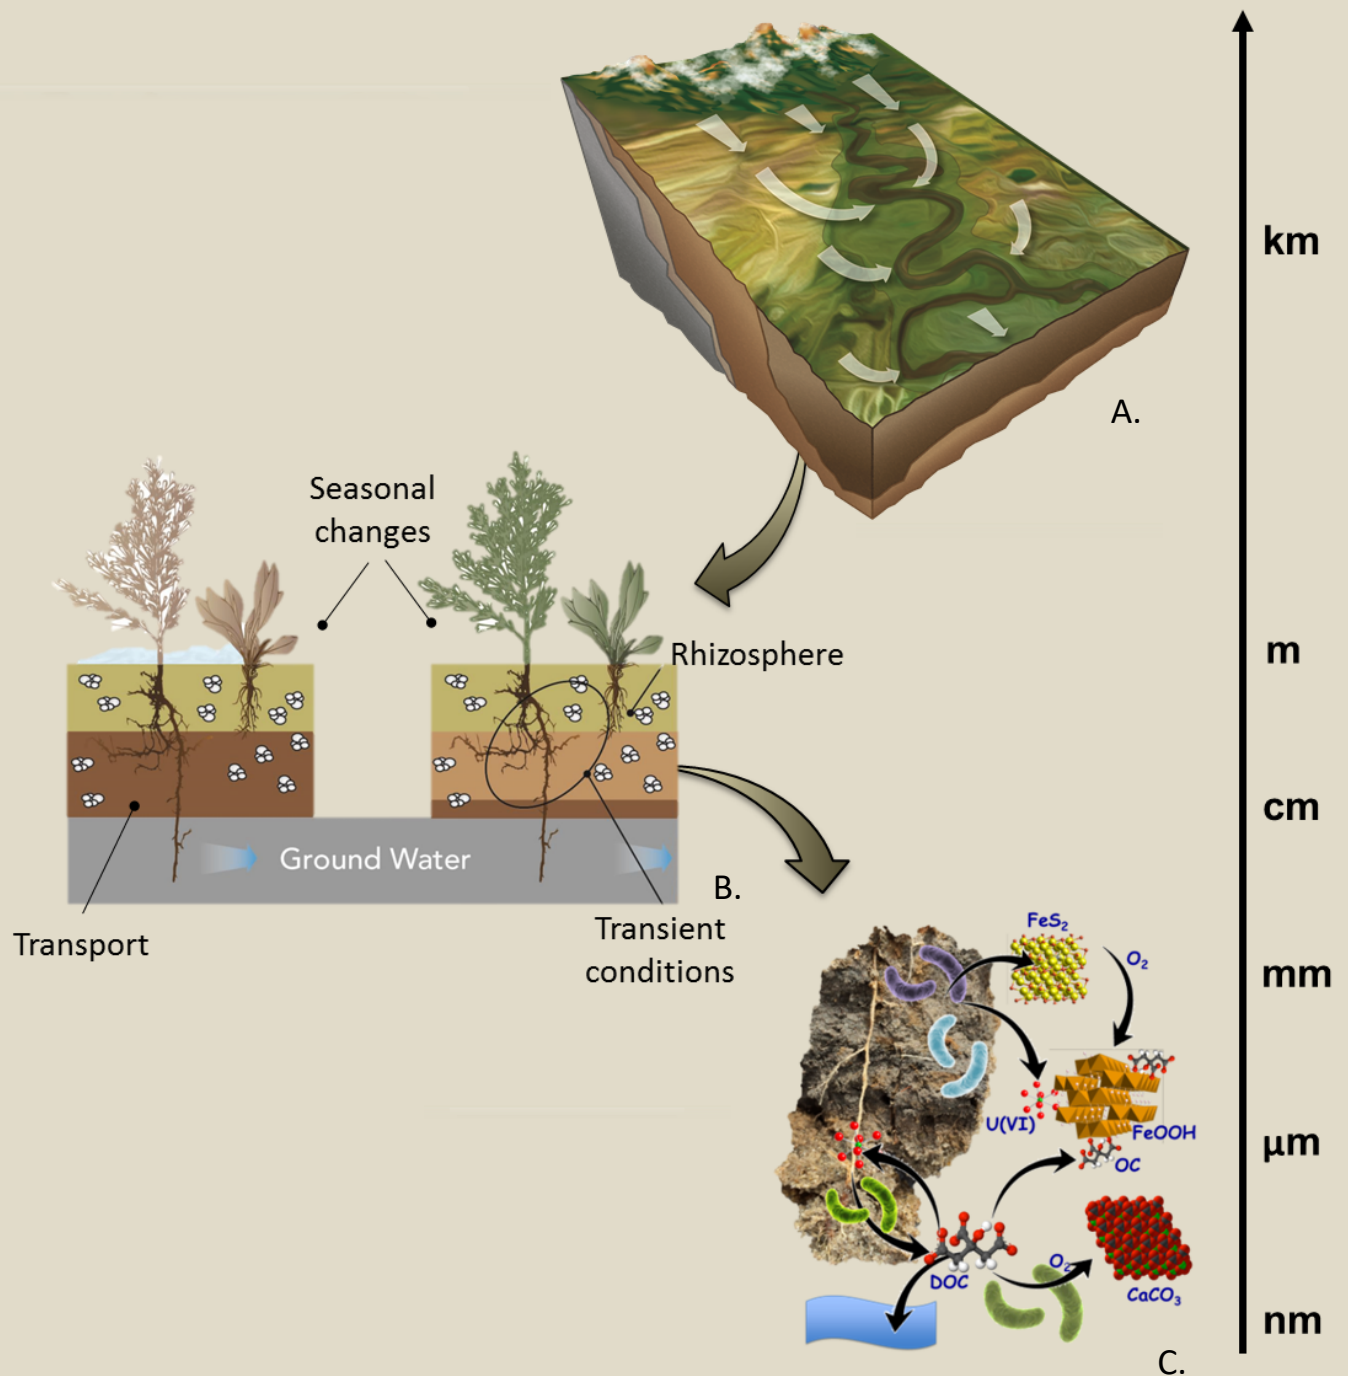 km
A.
Seasonal
changes
Rhizosphere
m
cm
Ground Water
B.
Transport
Transient
conditions
FeS₂
O₂
mm
U(VI)
FeOOH
OC
µm
O₂
DOC
CaCO₃
nm
C.